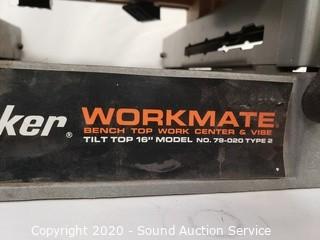 ker® WORKMATE®
BENCH TOP WORK CENTER & VISE
TILT TOP 16" MODEL NO. 79-020 TYPE 2
Copyright © 2020 - Sound Auction Service